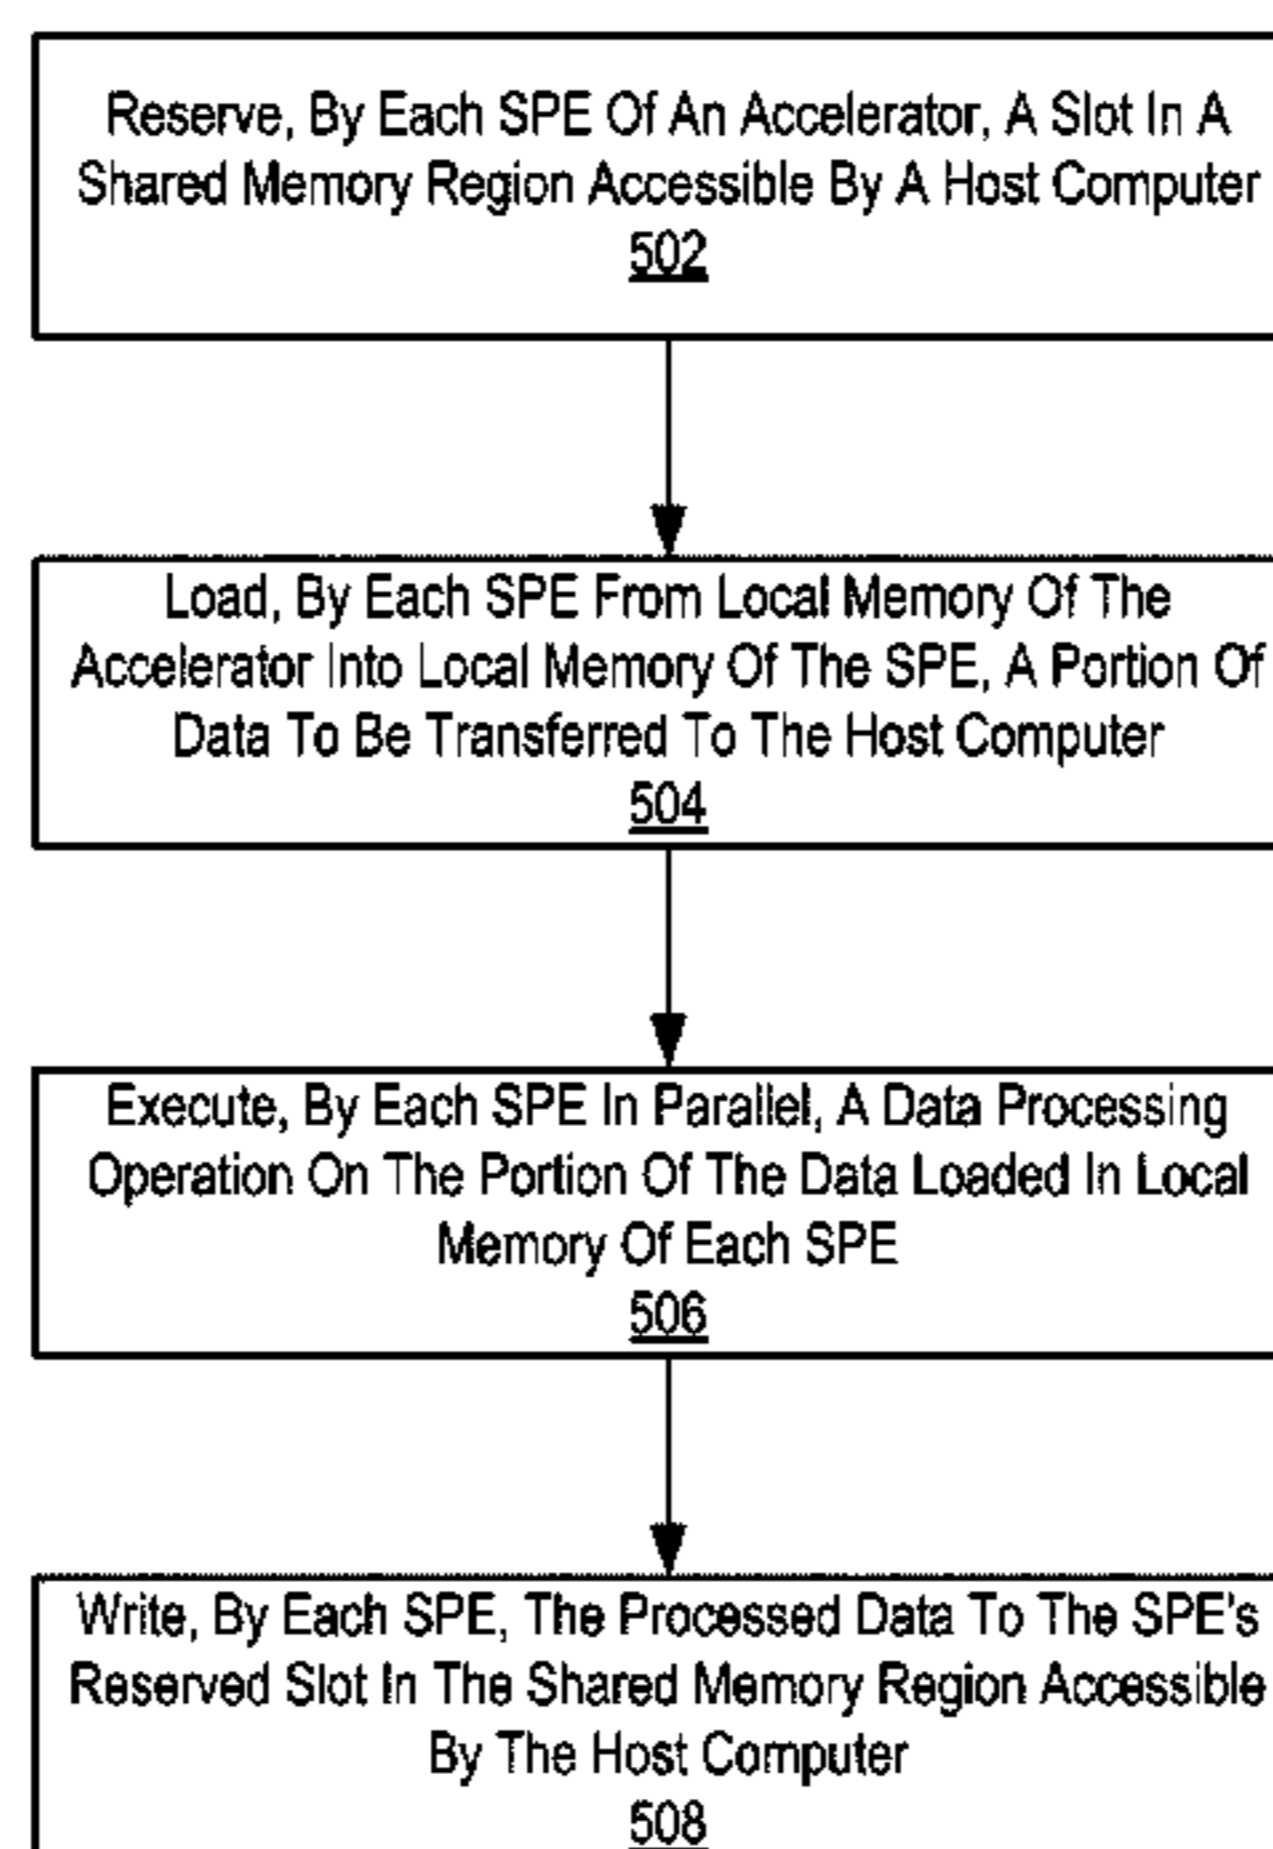 Reserve, By Each SPE Of An Accelerator, A Slot In A
Shared Memory Region Accessible By A Host Computer
502
Load, By Each SPE From Local Memory Of The
Accelerator Into Local Memory Of The SPE, A Portion Of
Data To Be Transferred To The Host Computer
504
Execute, By Each SPE In Parallel, A Data Processing
Operation On The Portion Of The Data Loaded In Local
Memory Of Each SPE
506
Write, By Each SPE, The Processed Data To The SPE's
Reserved Slot In The Shared Memory Region Accessible
By The Host Computer
508